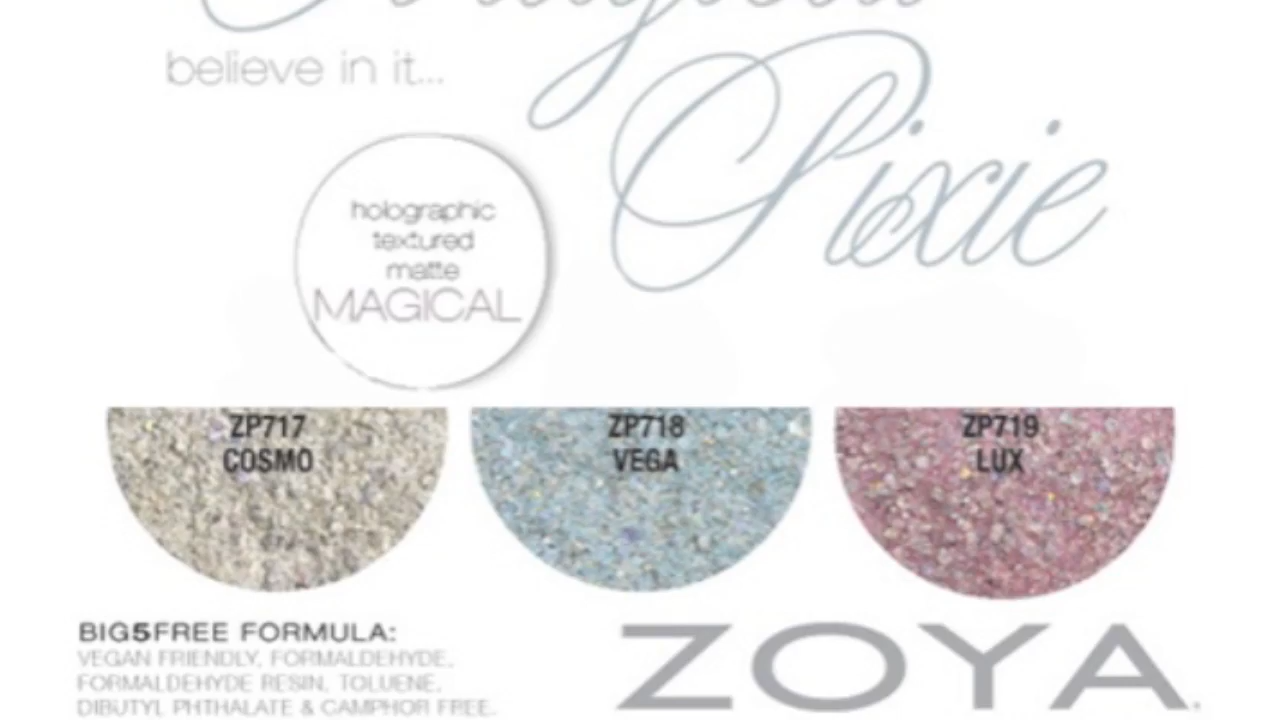 believe in it...
Pixie
holographic
textured
matte
MAGICAL
ZP717
COSMO
ZP718
VEGA
ZP719
LUX
BIG5FREE FORMULA:
VEGAN FRIENDLY, FORMALDEHYDE,
FORMALDEHYDE RESIN, TOLUENE,
DIBUTYL PHTHALATE & CAMPHOR FREE.
ZOYA.